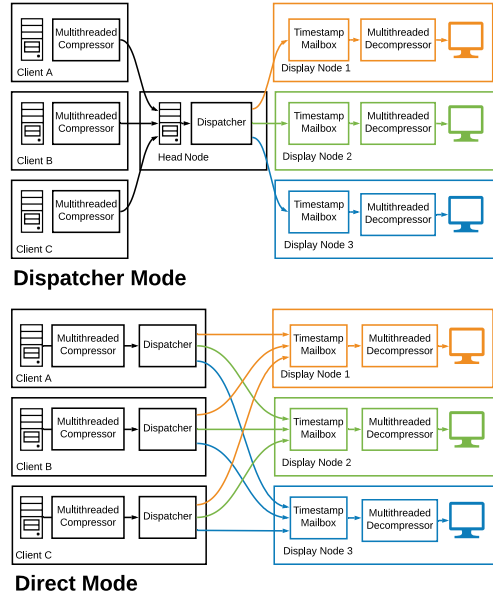 Multithreaded
Compressor
Client A
Multithreaded
Compressor
Client B
Multithreaded
Compressor
Client C
Dispatcher
Head Node
Timestamp
Mailbox
Multithreaded
Decompressor
Display Node 1
Timestamp
Mailbox
Multithreaded
Decompressor
Display Node 2
Timestamp
Mailbox
Multithreaded
Decompressor
Display Node 3
Dispatcher Mode
Multithreaded
Compressor
Dispatcher
Client A
Multithreaded
Compressor
Dispatcher
Client B
Multithreaded
Compressor
Dispatcher
Client C
Timestamp
Mailbox
Multithreaded
Decompressor
Display Node 1
Timestamp
Mailbox
Multithreaded
Decompressor
Display Node 2
Timestamp
Mailbox
Multithreaded
Decompressor
Display Node 3
Direct Mode